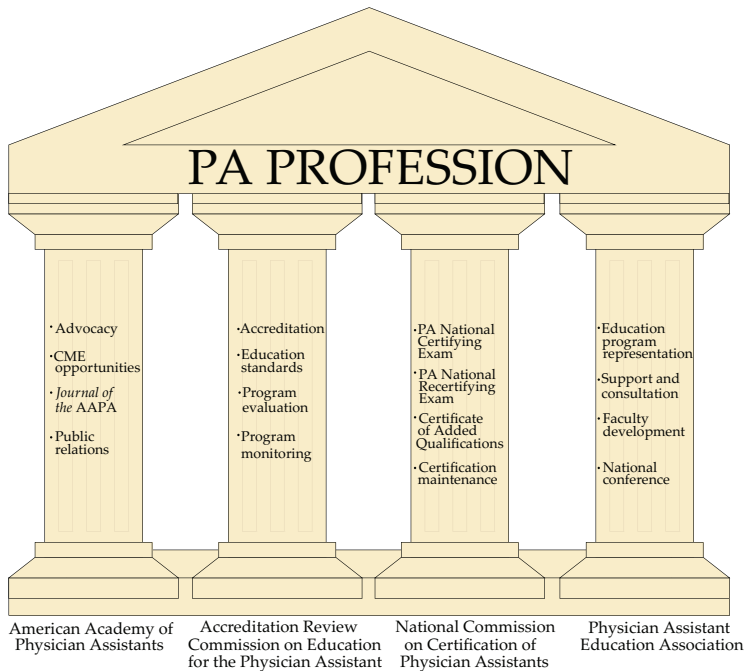 PA PROFESSION
· Advocacy
· CME
opportunities
· Journal of
the AAPA
· Public
relations
· Accreditation
· Education
standards
· Program
evaluation
· Program
monitoring
· PA National
Certifying
Exam
· PA National
Recertifying
Exam
· Certificate
of Added
Qualifications
· Certification
maintenance
· Education
program
representation
· Support and
consultation
· Faculty
development
· National
conference
American Academy of
Physician Assistants
Accreditation Review
Commission on Education
for the Physician Assistant
National Commission
on Certification of
Physician Assistants
Physician Assistant
Education Association